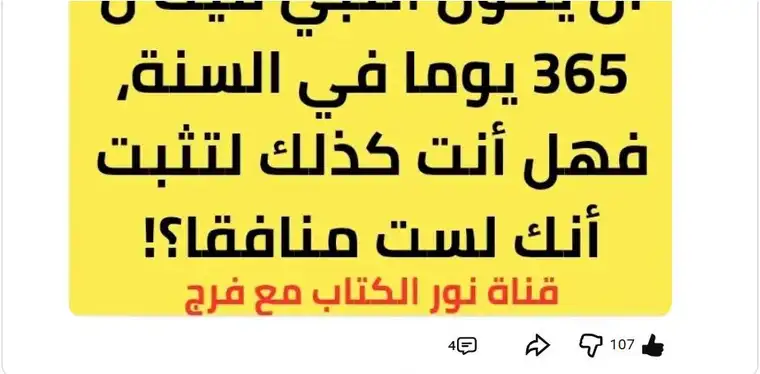 365 يوما في السنة,
فهل أنت كذلك لتثبت
أنك لست منافقا؟!
قناة نور الكتاب مع فرج
4
107